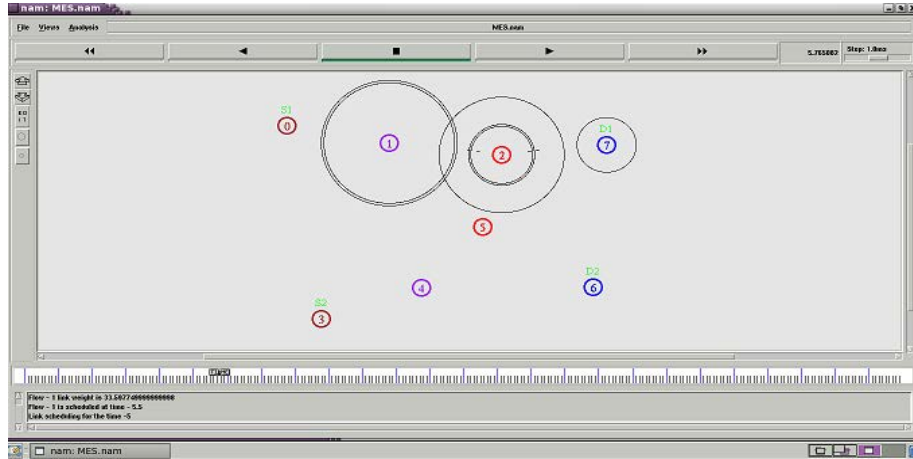 nam: MES.nam
File Views Analysis MES.nam
5.765002 Step: 1.0ms
S1
0
1
2
D1
7
5
4
D2
6
S2
3
Flow - 1 link weight is 33.597749999999998
Flow - 1 is scheduled at time - 5.5
Link scheduling for the time -5
nam: MES.nam